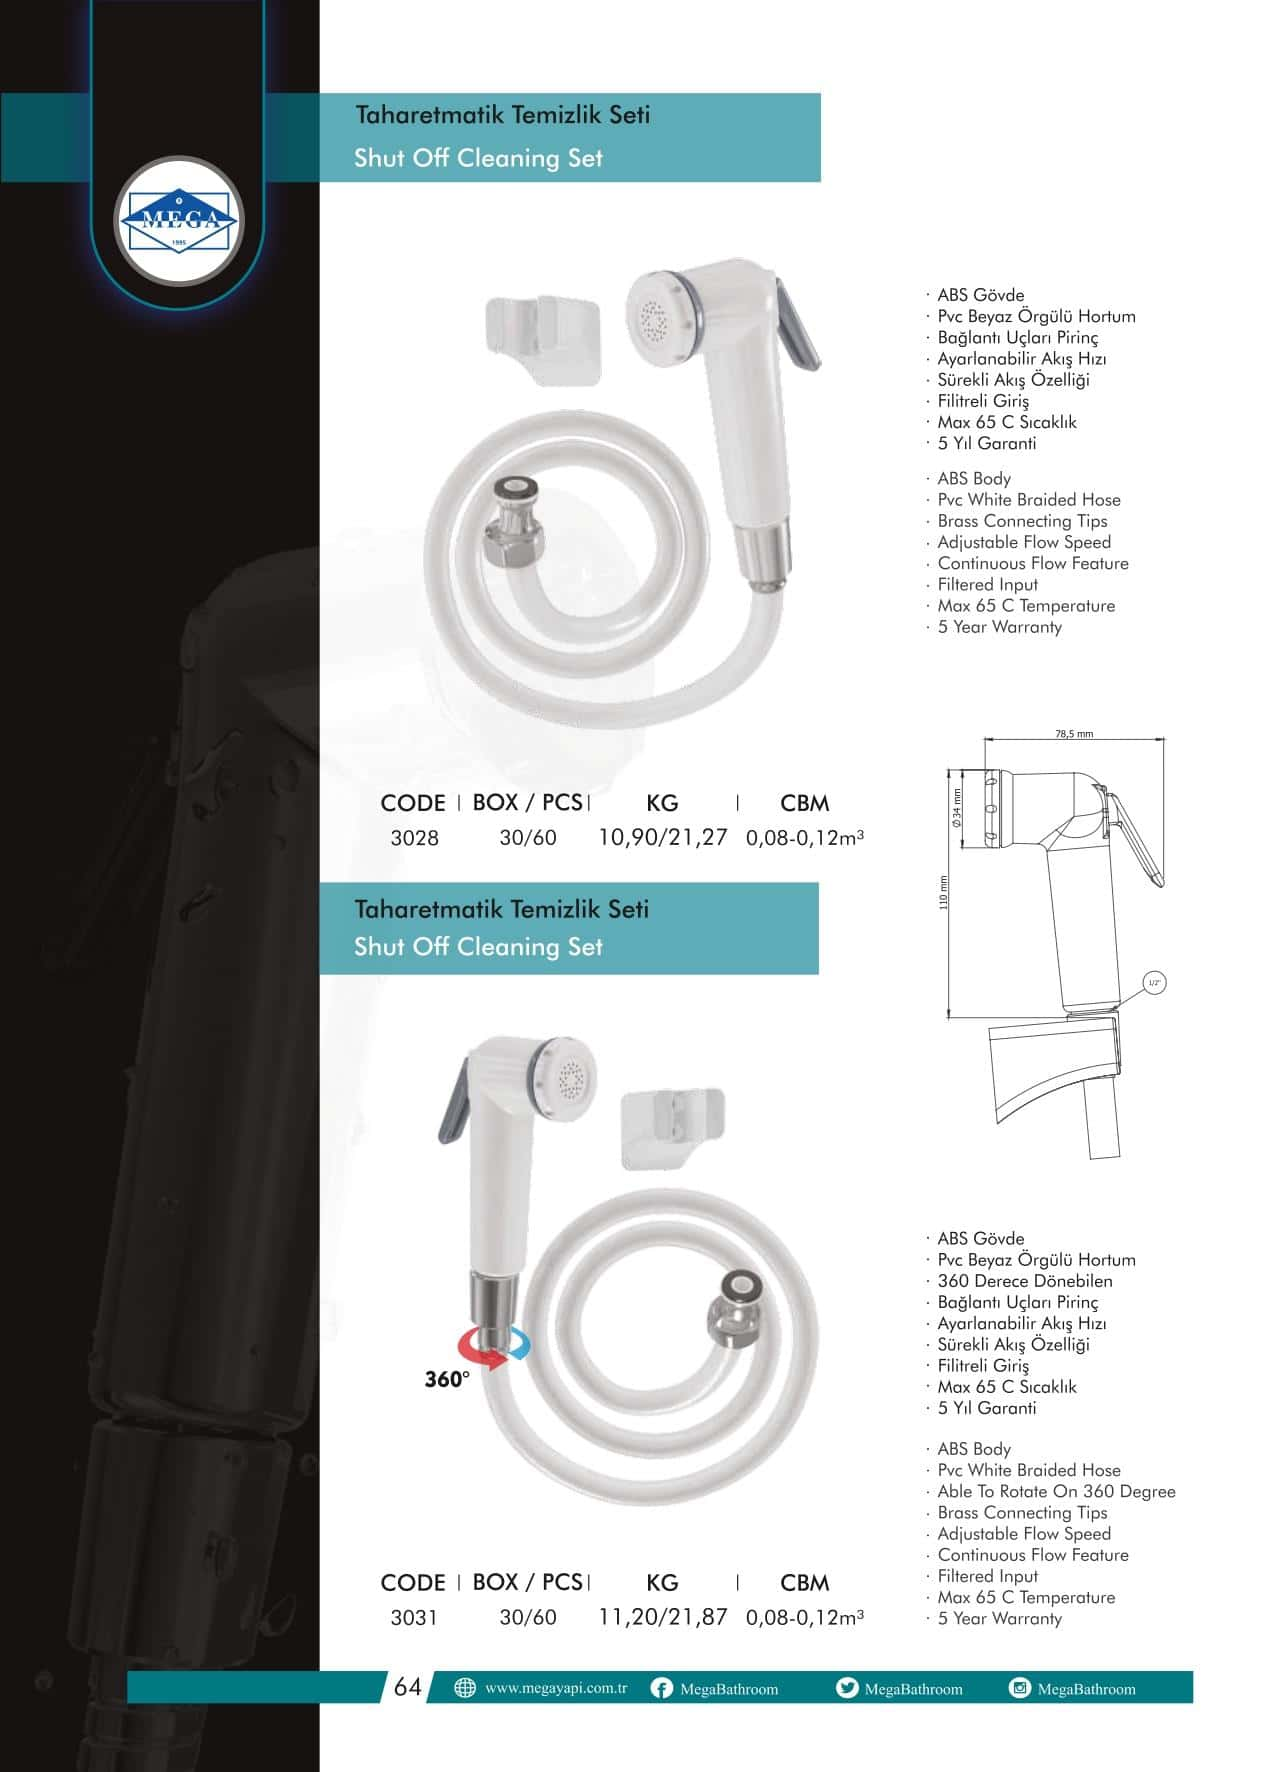 Taharetmatik Temizlik Seti
Shut Off Cleaning Set
MEGA
1995
· ABS Gövde
· Pvc Beyaz Örgülü Hortum
· Bağlantı Uçları Pirinç
· Ayarlanabilir Akış Hızı
· Sürekli Akış Özelliği
· Filitreli Giriş
· Max 65 C Sıcaklık
· 5 Yıl Garanti
· ABS Body
· Pvc White Braided Hose
· Brass Connecting Tips
· Adjustable Flow Speed
· Continuous Flow Feature
· Filtered Input
· Max 65 C Temperature
· 5 Year Warranty
78,5 mm
Ø34 mm
110 mm
1/2"
CODE | BOX / PCS | KG | CBM
3028 30/60 10,90/21,27 0,08-0,12m³
Taharetmatik Temizlik Seti
Shut Off Cleaning Set
360°
· ABS Gövde
· Pvc Beyaz Örgülü Hortum
· 360 Derece Dönebilen
· Bağlantı Uçları Pirinç
· Ayarlanabilir Akış Hızı
· Sürekli Akış Özelliği
· Filitreli Giriş
· Max 65 C Sıcaklık
· 5 Yıl Garanti
· ABS Body
· Pvc White Braided Hose
· Able To Rotate On 360 Degree
· Brass Connecting Tips
· Adjustable Flow Speed
· Continuous Flow Feature
· Filtered Input
· Max 65 C Temperature
· 5 Year Warranty
CODE | BOX / PCS | KG | CBM
3031 30/60 11,20/21,87 0,08-0,12m³
64 www.megayapi.com.tr MegaBathroom MegaBathroom MegaBathroom